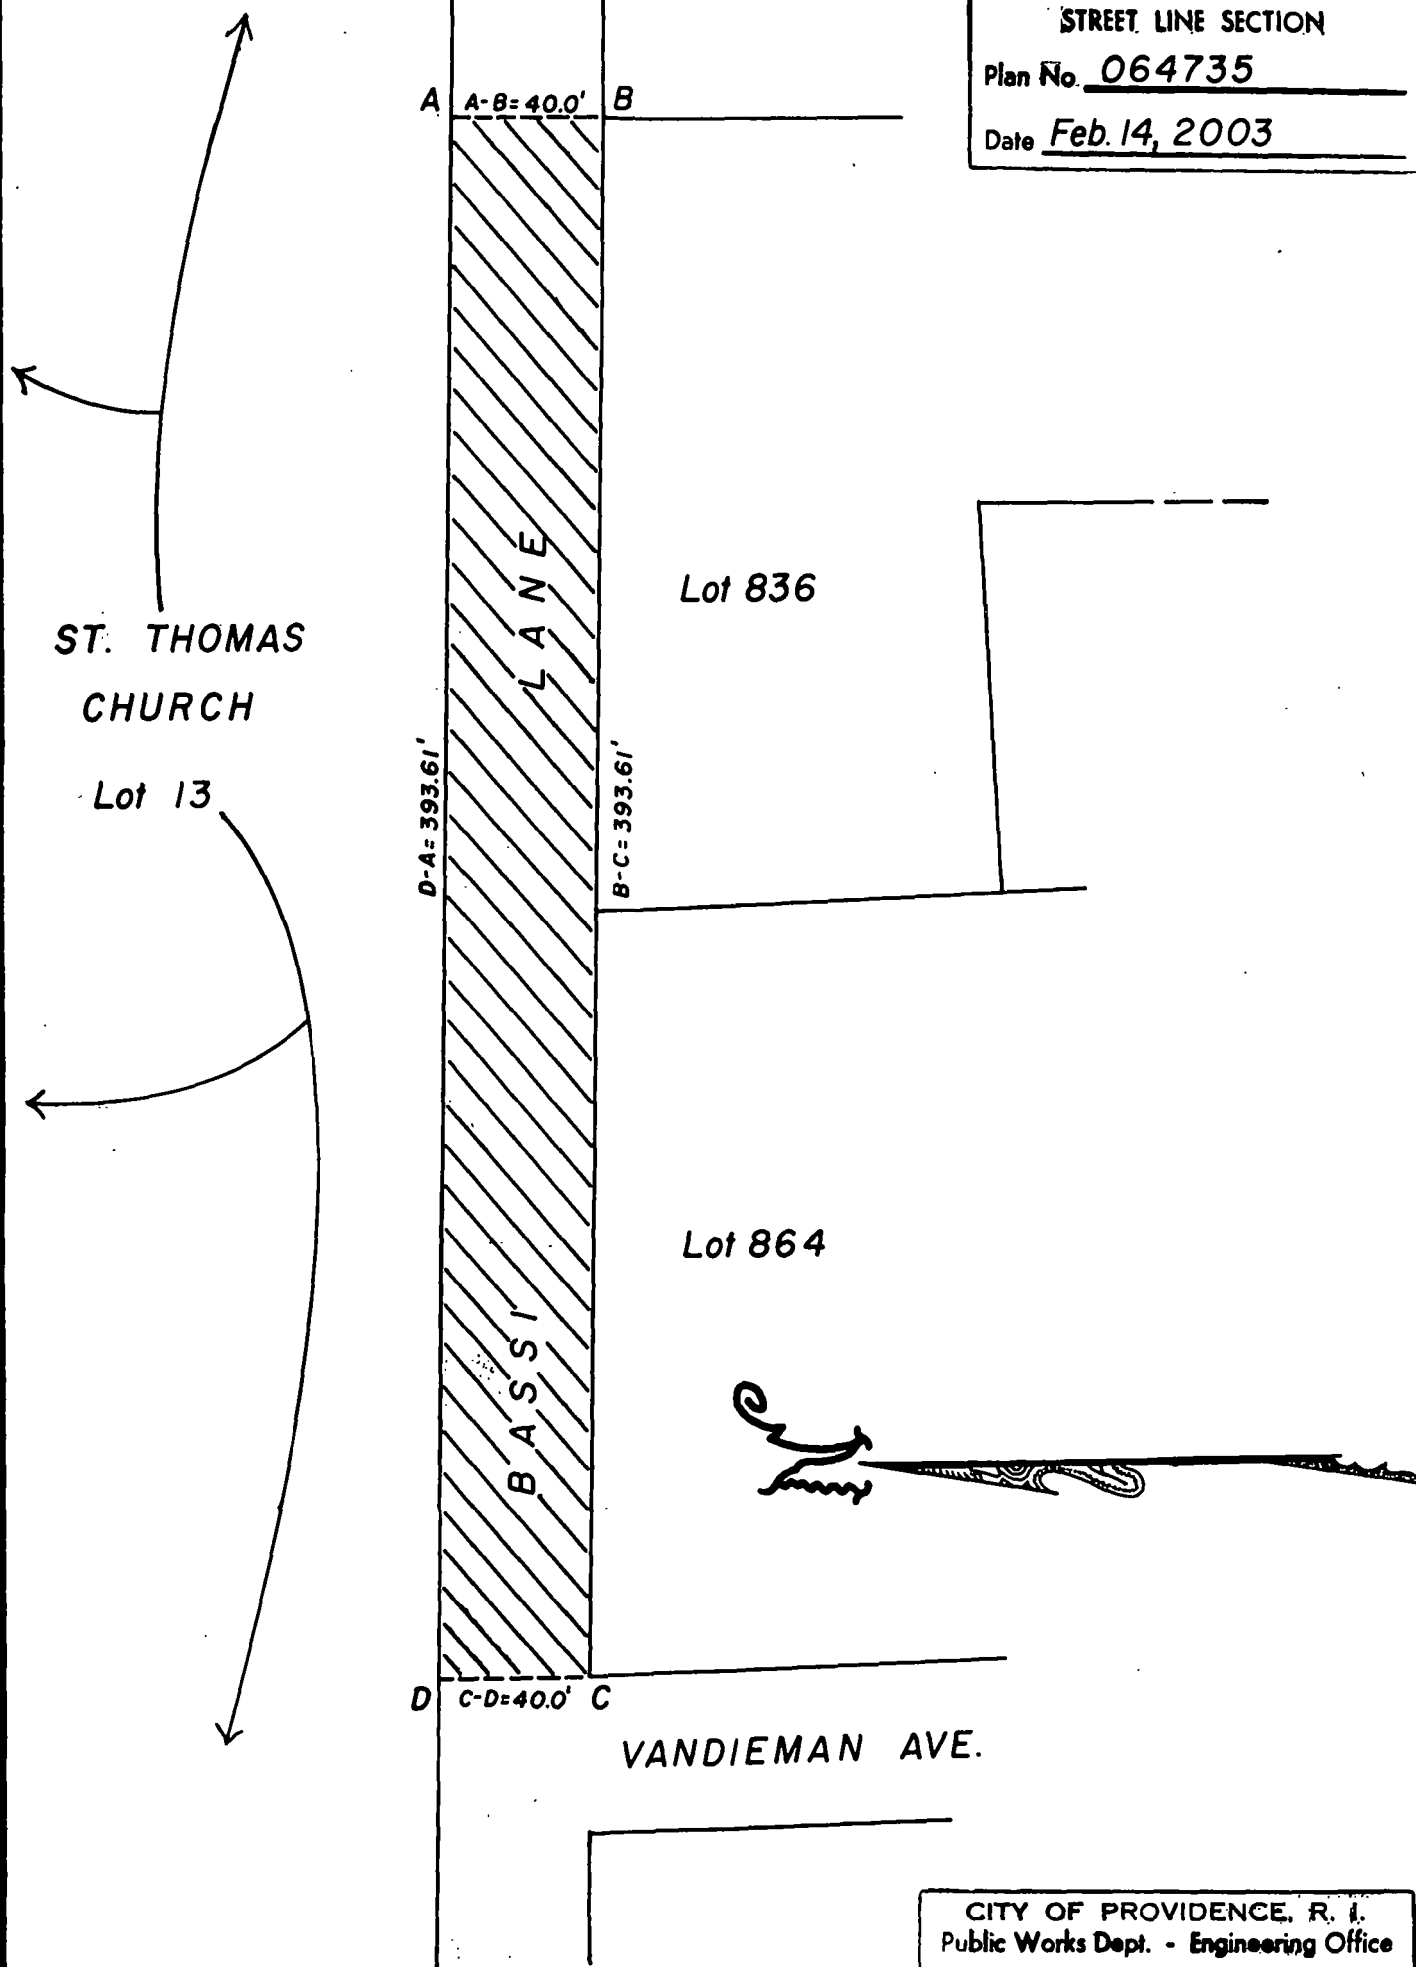 STREET LINE SECTION
Plan No. 064735
Date Feb. 14, 2003
A A-B=40.0' B
LANE
Lot 836
ST. THOMAS
CHURCH
Lot 13
D-A=393.61'
B-C=393.61'
Lot 864
BASSI
D C-D=40.0' C
VANDIEMAN AVE.
CITY OF PROVIDENCE, R. I.
Public Works Dept. - Engineering Office